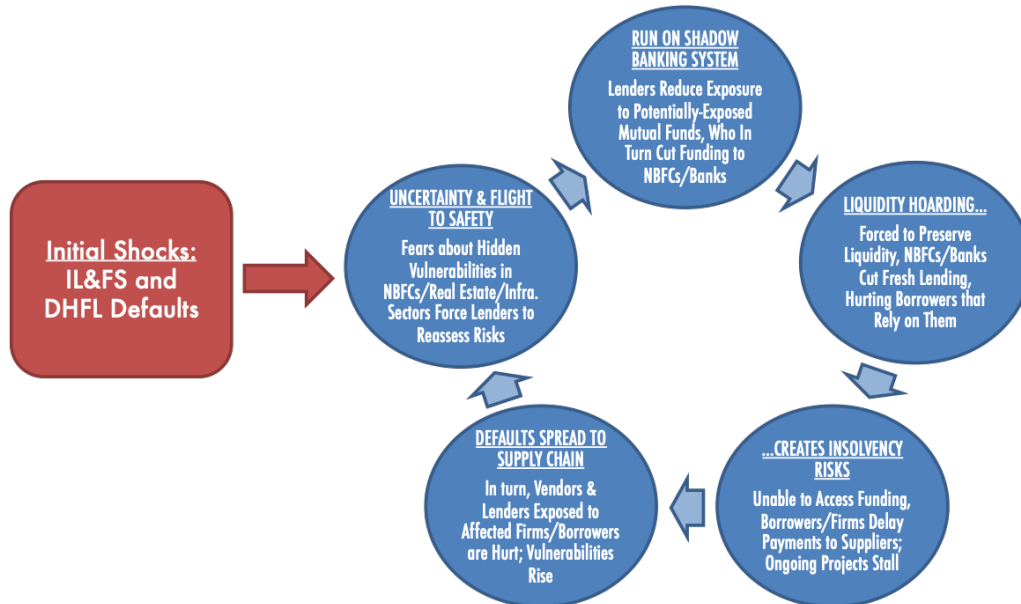 Initial Shocks:
IL&FS and
DHFL Defaults
UNCERTAINTY & FLIGHT
TO SAFETY
Fears about Hidden
Vulnerabilities in
NBFCs/Real Estate/Infra.
Sectors Force Lenders to
Reassess Risks
RUN ON SHADOW
BANKING SYSTEM
Lenders Reduce Exposure
to Potentially-Exposed
Mutual Funds, Who In
Turn Cut Funding to
NBFCs/Banks
LIQUIDITY HOARDING...
Forced to Preserve
Liquidity, NBFCs/Banks
Cut Fresh Lending,
Hurting Borrowers that
Rely on Them
...CREATES INSOLVENCY
RISKS
Unable to Access Funding,
Borrowers/Firms Delay
Payments to Suppliers;
Ongoing Projects Stall
DEFAULTS SPREAD TO
SUPPLY CHAIN
In turn, Vendors &
Lenders Exposed to
Affected Firms/Borrowers
are Hurt; Vulnerabilities
Rise